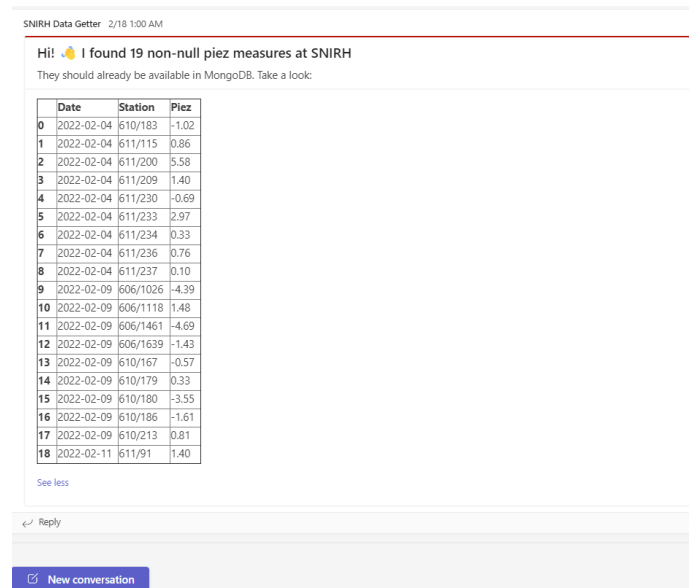 SNIRH Data Getter 2/18 1:00 AM
Hi! 👋 I found 19 non-null piez measures at SNIRH
They should already be available in MongoDB. Take a look:
Date Station Piez
0 2022-02-04 610/183 -1.02
1 2022-02-04 611/115 0.86
2 2022-02-04 611/200 5.58
3 2022-02-04 611/209 1.40
4 2022-02-04 611/230 -0.69
5 2022-02-04 611/233 2.97
6 2022-02-04 611/234 0.33
7 2022-02-04 611/236 0.76
8 2022-02-04 611/237 0.10
9 2022-02-09 606/1026 -4.39
10 2022-02-09 606/1118 1.48
11 2022-02-09 606/1461 -4.69
12 2022-02-09 606/1639 -1.43
13 2022-02-09 610/167 -0.57
14 2022-02-09 610/179 0.33
15 2022-02-09 610/180 -3.55
16 2022-02-09 610/186 -1.61
17 2022-02-09 610/213 0.81
18 2022-02-11 611/91 1.40
See less
Reply
New conversation